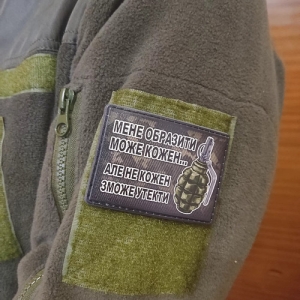 МЕНЕ ОБРАЗИТИ
МОЖЕ КОЖЕН...
АЛЕ НЕ КОЖЕН
ЗМОЖЕ УТЕКТИ